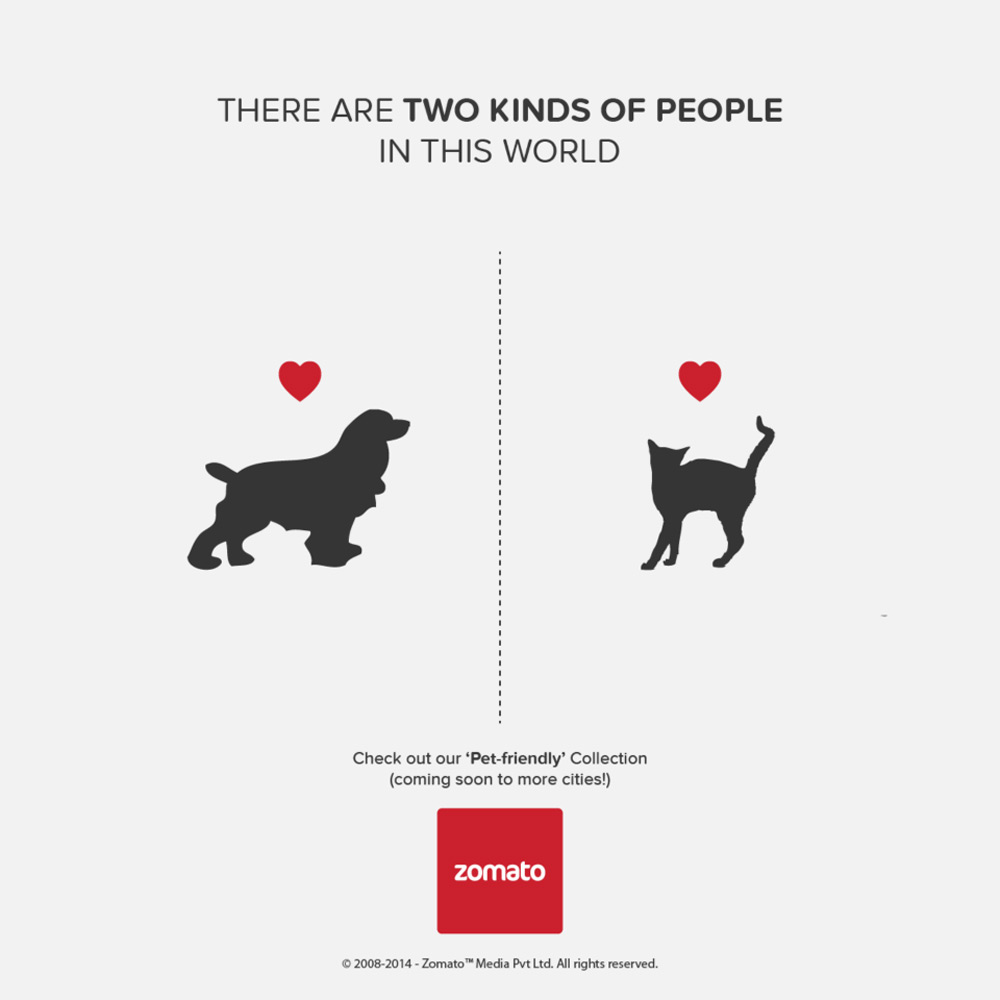 THERE ARE TWO KINDS OF PEOPLE
IN THIS WORLD
Check out our ‘Pet-friendly’ Collection
(coming soon to more cities!)
zomato
© 2008-2014 - Zomato™ Media Pvt Ltd. All rights reserved.